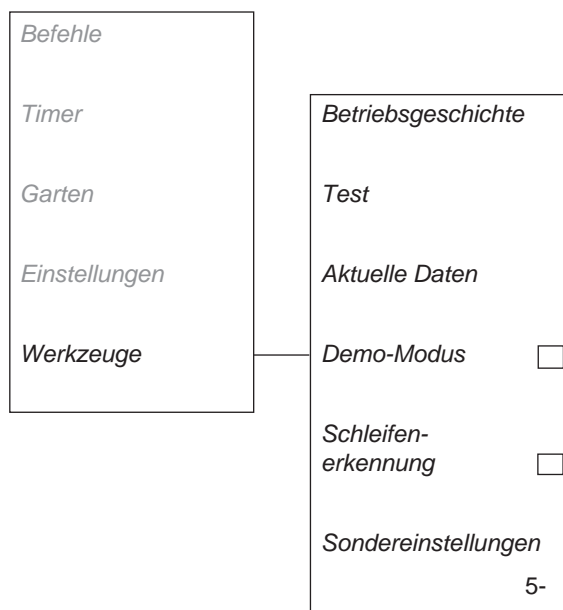 Befehle
Timer
Garten
Einstellungen
Werkzeuge
Betriebsgeschichte
Test
Aktuelle Daten
Demo-Modus
Schleifen-
erkennung
Sondereinstellungen
5-